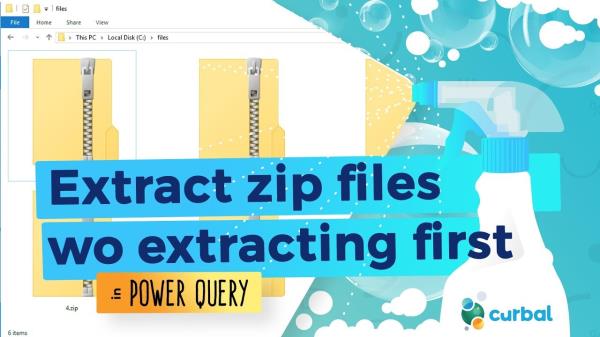 files
File
Home
Share
View
This PC
Local Disk (C:)
files
Extract zip files
wo extracting first
in POWER QUERY
4.zip
6 items
curbal